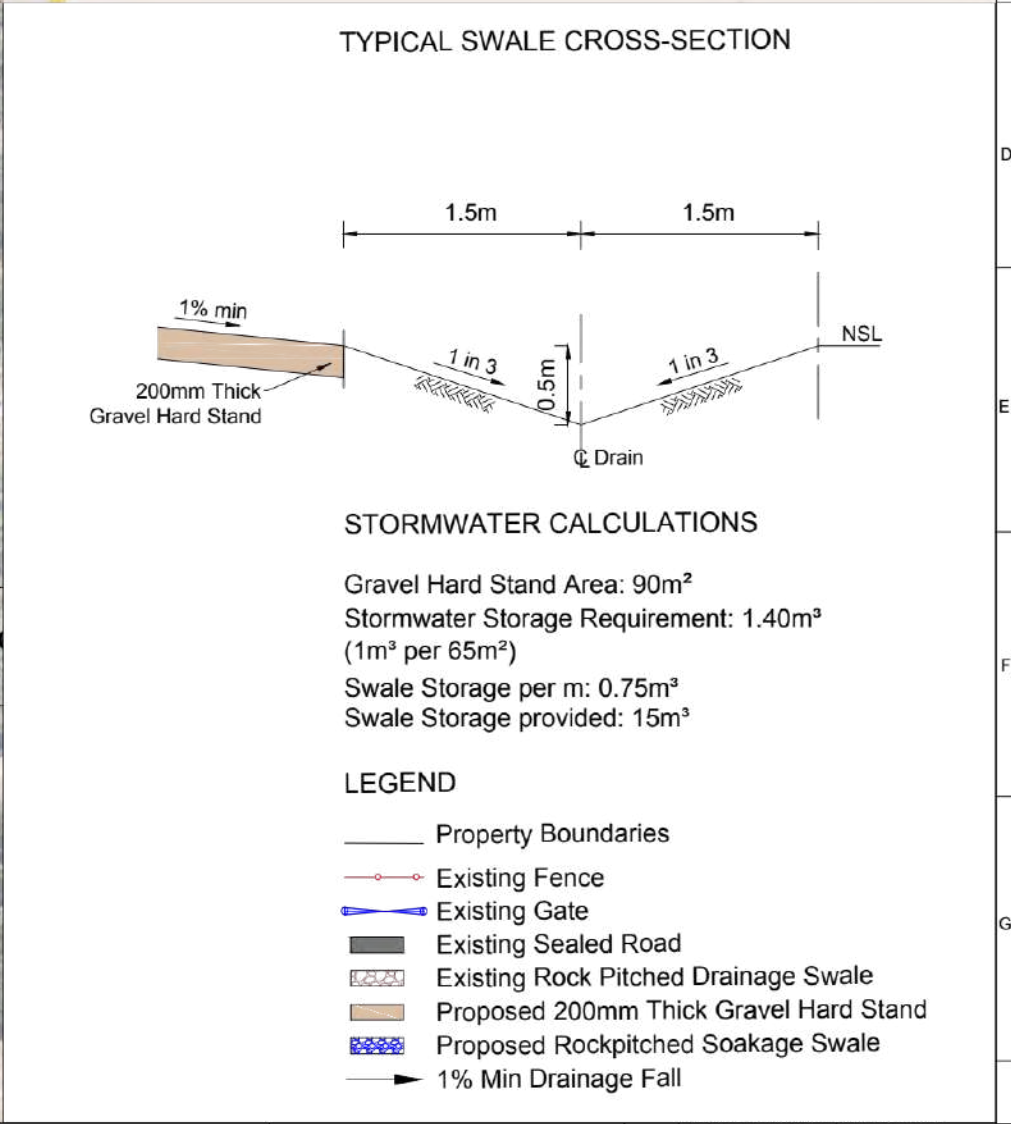 TYPICAL SWALE CROSS-SECTION
D
1.5m
1.5m
1% min
NSL
1 in 3
1 in 3
0.5m
200mm Thick
Gravel Hard Stand
E
℄ Drain
STORMWATER CALCULATIONS
Gravel Hard Stand Area: 90m²
Stormwater Storage Requirement: 1.40m³
(1m³ per 65m²)
F
Swale Storage per m: 0.75m³
Swale Storage provided: 15m³
LEGEND
Property Boundaries
Existing Fence
Existing Gate
G
Existing Sealed Road
Existing Rock Pitched Drainage Swale
Proposed 200mm Thick Gravel Hard Stand
Proposed Rockpitched Soakage Swale
1% Min Drainage Fall